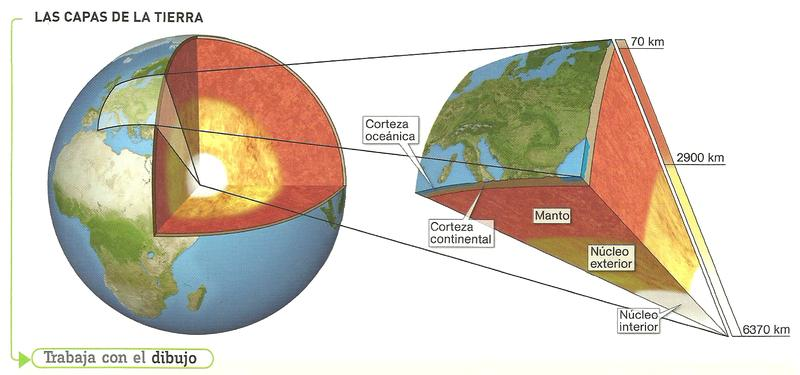 LAS CAPAS DE LA TIERRA
70 km
Corteza
oceánica
2900 km
Manto
Corteza
continental
Núcleo
exterior
Núcleo
interior
6370 km
Trabaja con el dibujo